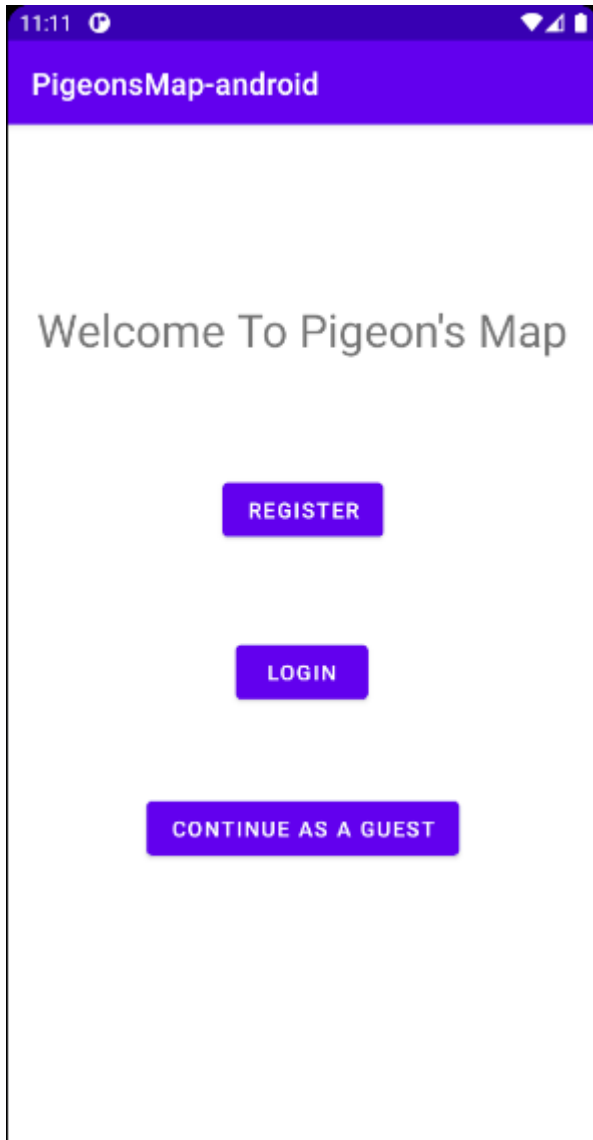 11:11
PigeonsMap-android
Welcome To Pigeon's Map
REGISTER
LOGIN
CONTINUE AS A GUEST